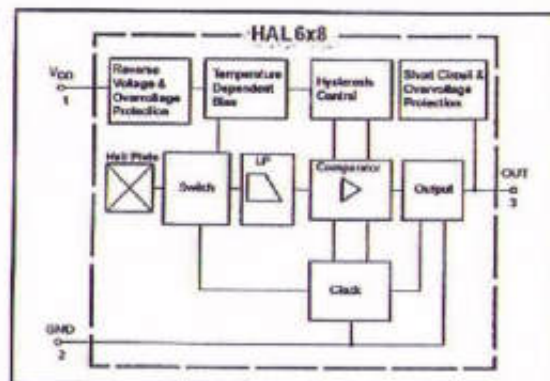 HAL 6x8
VDD
1
Reverse
Voltage &
Overvoltage
Protection
Temperature
Dependent
Bias
Hysteresis
Control
Short Circuit &
Overvoltage
Protection
Hall Plate
Switch
LP
Comparator
Output
OUT
3
Clock
GND
2